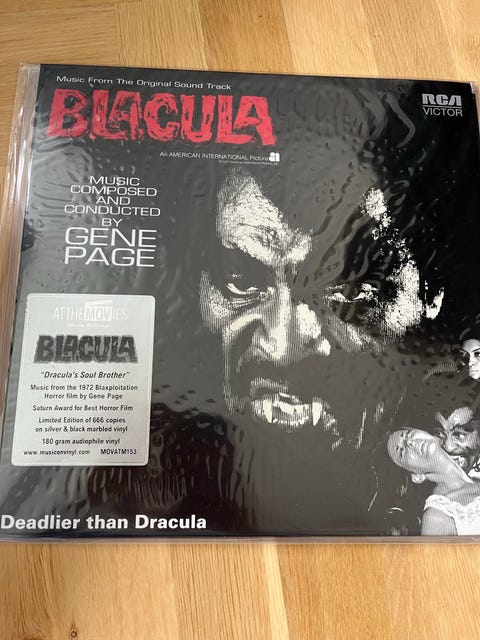 Music From The Original Sound Track
BLACULA
RCA
VICTOR
An AMERICAN INTERNATIONAL Picture
MUSIC
COMPOSED
AND
CONDUCTED
BY
GENE
PAGE
AT THE MOVIES
BLACULA
"Dracula's Soul Brother"
Music from the 1972 Blaxploitation
Horror film by Gene Page
Saturn Award for Best Horror Film
Limited Edition of 666 copies
on silver & black marbled vinyl
180 gram audiophile vinyl
www.musiconvinyl.com MOVATM153
Deadlier than Dracula